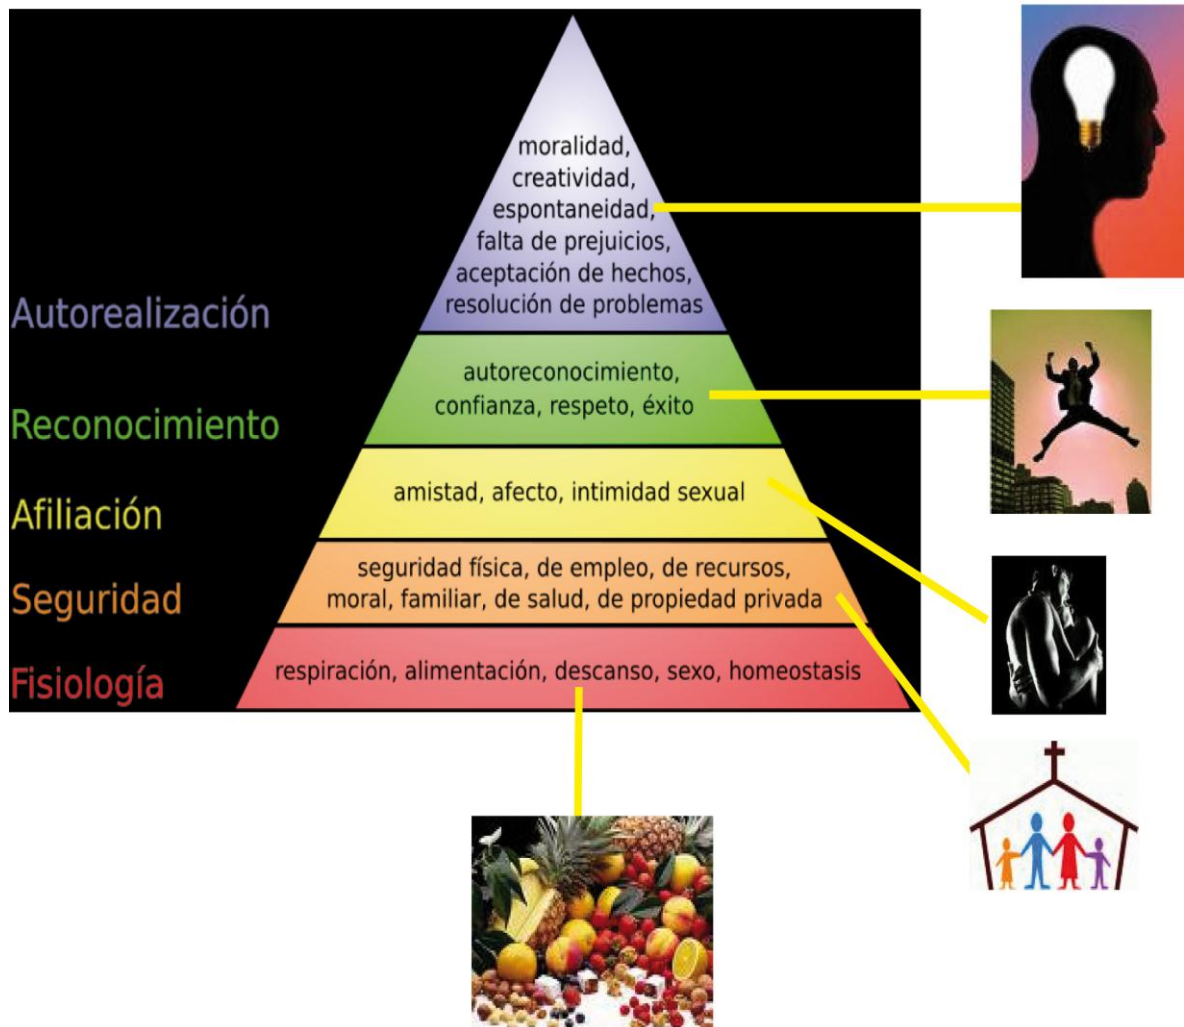 moralidad,
creatividad,
espontaneidad,
falta de prejuicios,
aceptación de hechos,
resolución de problemas
Autorealización
autoreconocimiento,
confianza, respeto, éxito
Reconocimiento
amistad, afecto, intimidad sexual
Afiliación
seguridad física, de empleo, de recursos,
moral, familiar, de salud, de propiedad privada
Seguridad
respiración, alimentación, descanso, sexo, homeostasis
Fisiología